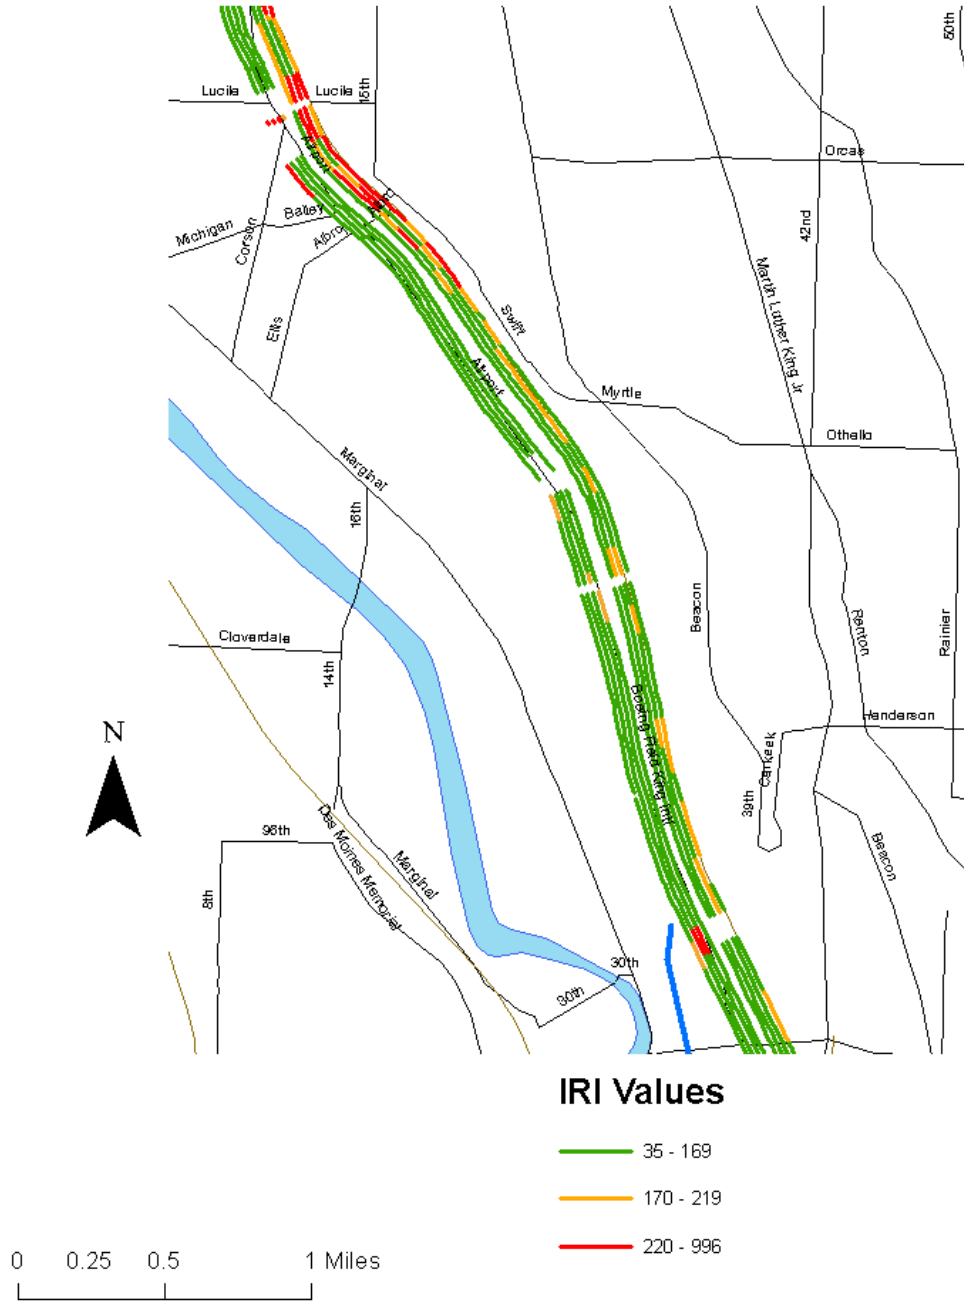 50th
Lucile
Lucile
15th
Airport
Orcas
Bailey
Michigan
Corson
Albro
42nd
Ellis
Martin Luther King Jr
Swift
Airport
Myrtle
Othello
Marginal
16th
Beacon
Renton
Rainier
Cloverdale
14th
Boeing Field King Intl
Henderson
Carkeek
39th
N
96th
Des Moines Memorial
Marginal
Beacon
8th
30th
30th
IRI Values
35 - 169
170 - 219
220 - 996
0 0.25 0.5 1 Miles